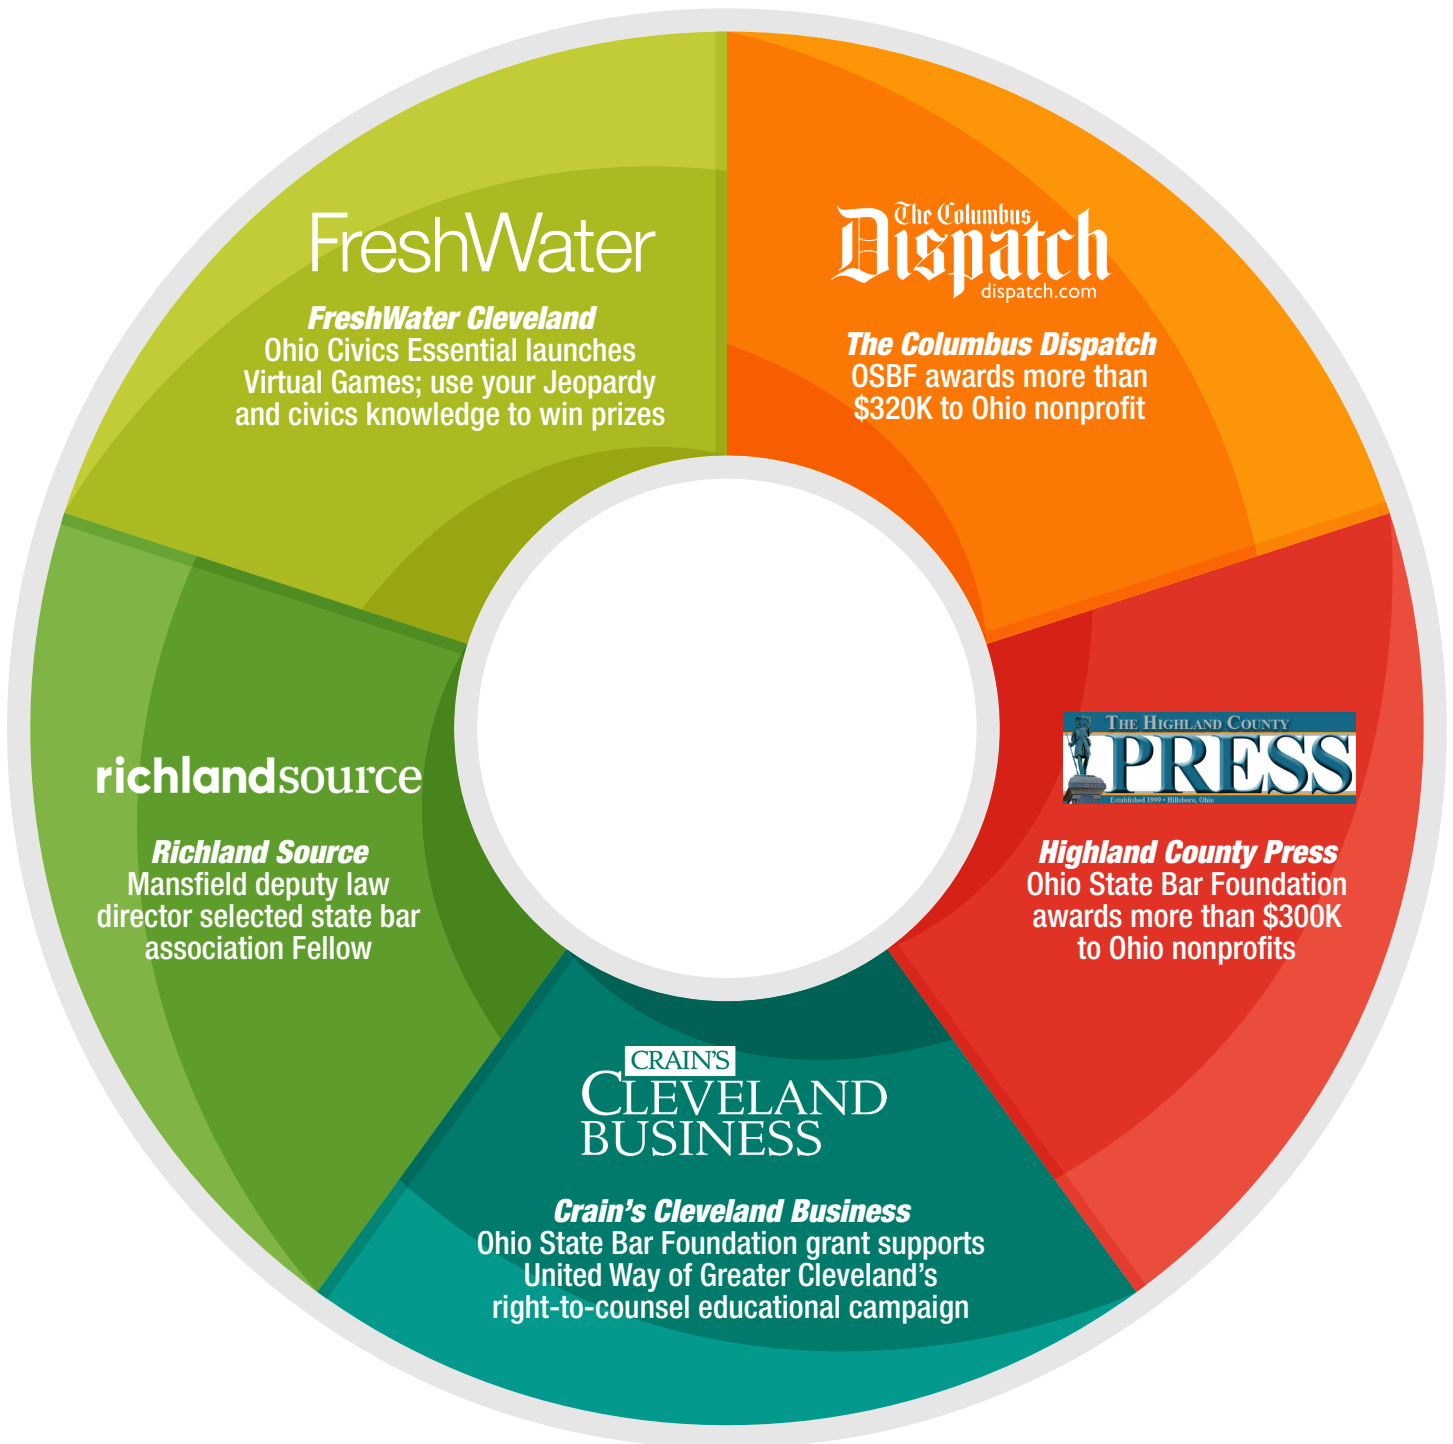 FreshWater
FreshWater Cleveland
Ohio Civics Essential launches
Virtual Games; use your Jeopardy
and civics knowledge to win prizes
The Columbus
Dispatch
dispatch.com
The Columbus Dispatch
OSBF awards more than
$320K to Ohio nonprofit
THE HIGHLAND COUNTY
PRESS
Established 1999 • Hillsboro, Ohio
Highland County Press
Ohio State Bar Foundation
awards more than $300K
to Ohio nonprofits
CRAIN'S
CLEVELAND
BUSINESS
Crain's Cleveland Business
Ohio State Bar Foundation grant supports
United Way of Greater Cleveland's
right-to-counsel educational campaign
richlandsource
Richland Source
Mansfield deputy law
director selected state bar
association Fellow